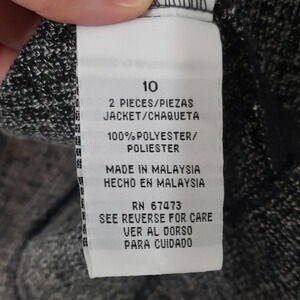 10
2 PIECES/PIEZAS
JACKET/CHAQUETA
100%POLYESTER/
POLIESTER
MADE IN MALAYSIA
HECHO EN MALAYSIA
RN 67473
SEE REVERSE FOR CARE
VER AL DORSO
PARA CUIDADO